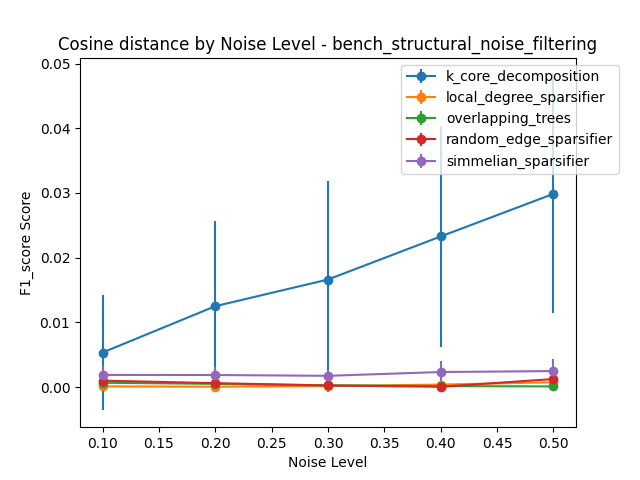 Cosine distance by Noise Level - bench_structural_noise_filtering
k_core_decomposition
local_degree_sparsifier
overlapping_trees
random_edge_sparsifier
simmelian_sparsifier
F1_score Score
0.05
0.04
0.03
0.02
0.01
0.00
0.10 0.15 0.20 0.25 0.30 0.35 0.40 0.45 0.50
Noise Level